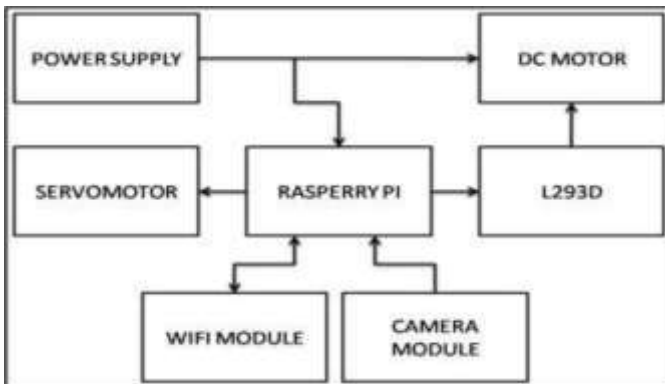 POWER SUPPLY
DC MOTOR
SERVOMOTOR
RASPERRY PI
L293D
WIFI MODULE
CAMERA
MODULE